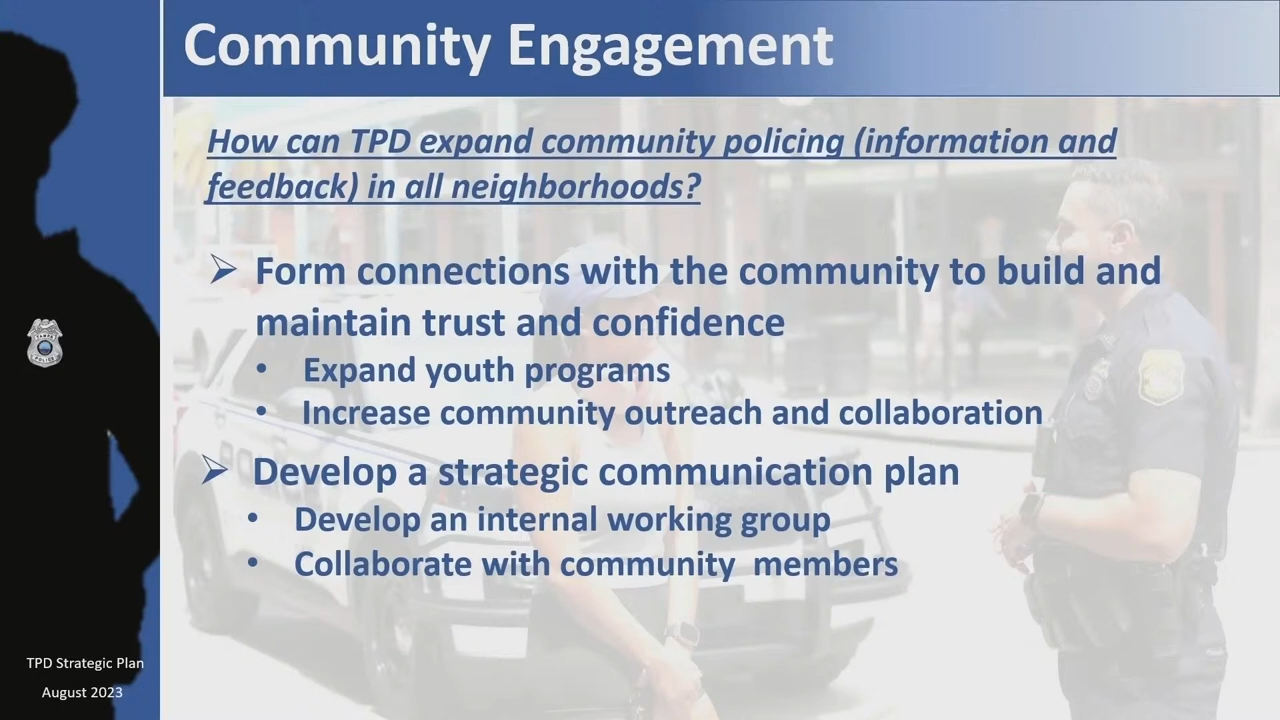 Community Engagement
How can TPD expand community policing (information and
feedback) in all neighborhoods?
➢ Form connections with the community to build and
maintain trust and confidence
• Expand youth programs
• Increase community outreach and collaboration
➢ Develop a strategic communication plan
• Develop an internal working group
• Collaborate with community  members
TPD Strategic Plan
August 2023